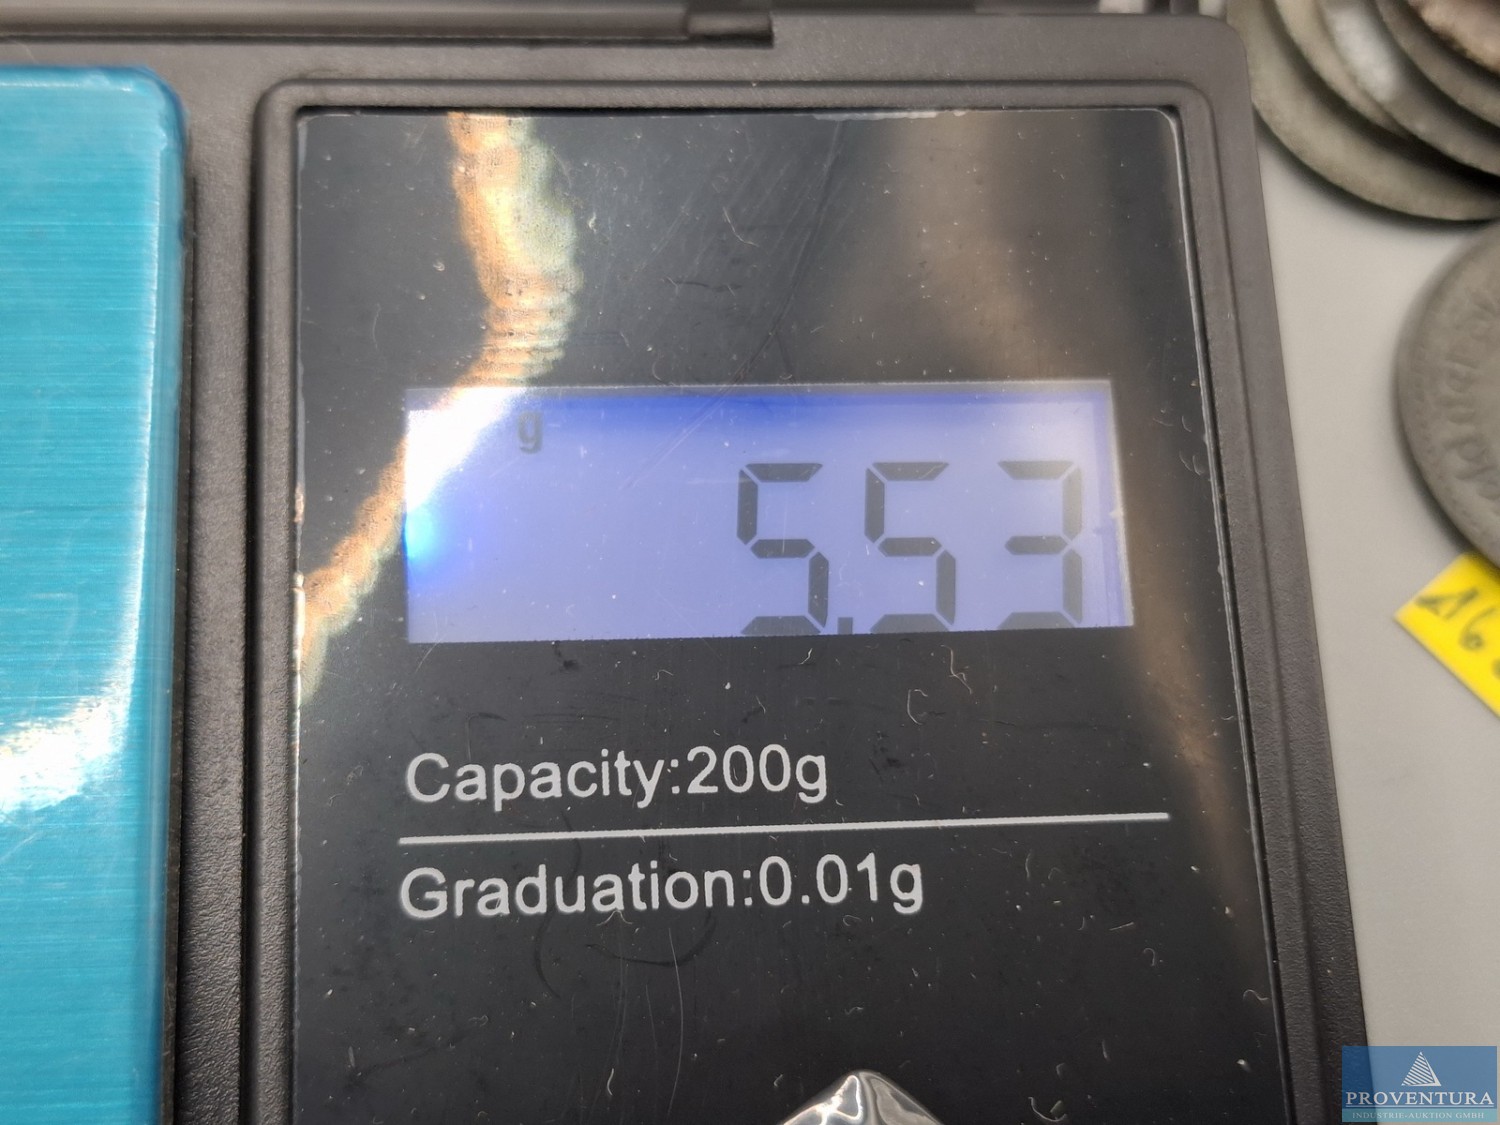 g
5.53
Capacity:200g
Graduation:0.01g
PROVENTURA
INDUSTRIE-AUKTION GMBH